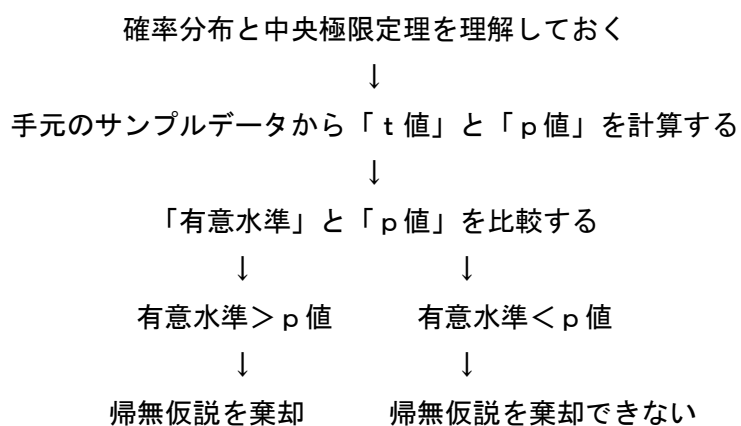 確率分布と中央極限定理を理解しておく
↓
手元のサンプルデータから「ｔ値」と「ｐ値」を計算する
↓
「有意水準」と「ｐ値」を比較する
↓ ↓
有意水準＞ｐ値 有意水準＜ｐ値
↓ ↓
帰無仮説を棄却 帰無仮説を棄却できない